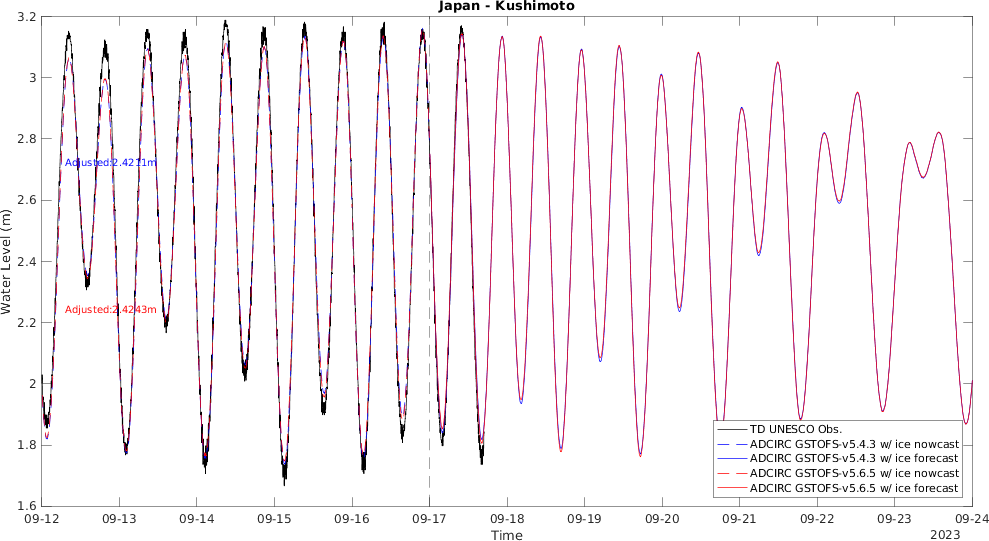 Japan - Kushimoto
3.2
3
2.8
2.6
2.4
2.2
2
1.8
1.6
Water Level (m)
Adjusted:2.4211m
Adjusted:2.4243m
TD UNESCO Obs.
ADCIRC GSTOFS-v5.4.3 w/ ice nowcast
ADCIRC GSTOFS-v5.4.3 w/ ice forecast
ADCIRC GSTOFS-v5.6.5 w/ ice nowcast
ADCIRC GSTOFS-v5.6.5 w/ ice forecast
09-12 09-13 09-14 09-15 09-16 09-17 09-18 09-19 09-20 09-21 09-22 09-23 09-24
Time
2023